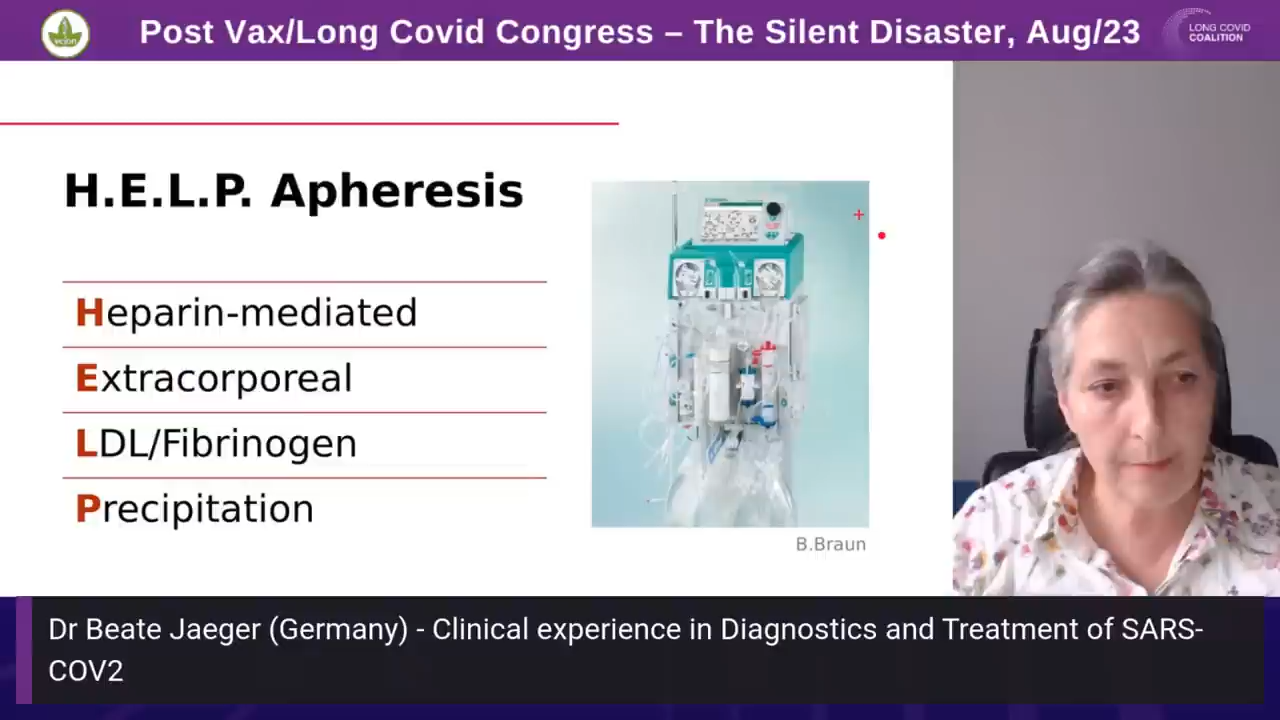 Post Vax/Long Covid Congress – The Silent Disaster, Aug/23
LONG COVID
COALITION
H.E.L.P. Apheresis
Heparin-mediated
Extracorporeal
LDL/Fibrinogen
Precipitation
B.Braun
Dr Beate Jaeger (Germany) - Clinical experience in Diagnostics and Treatment of SARS-
COV2